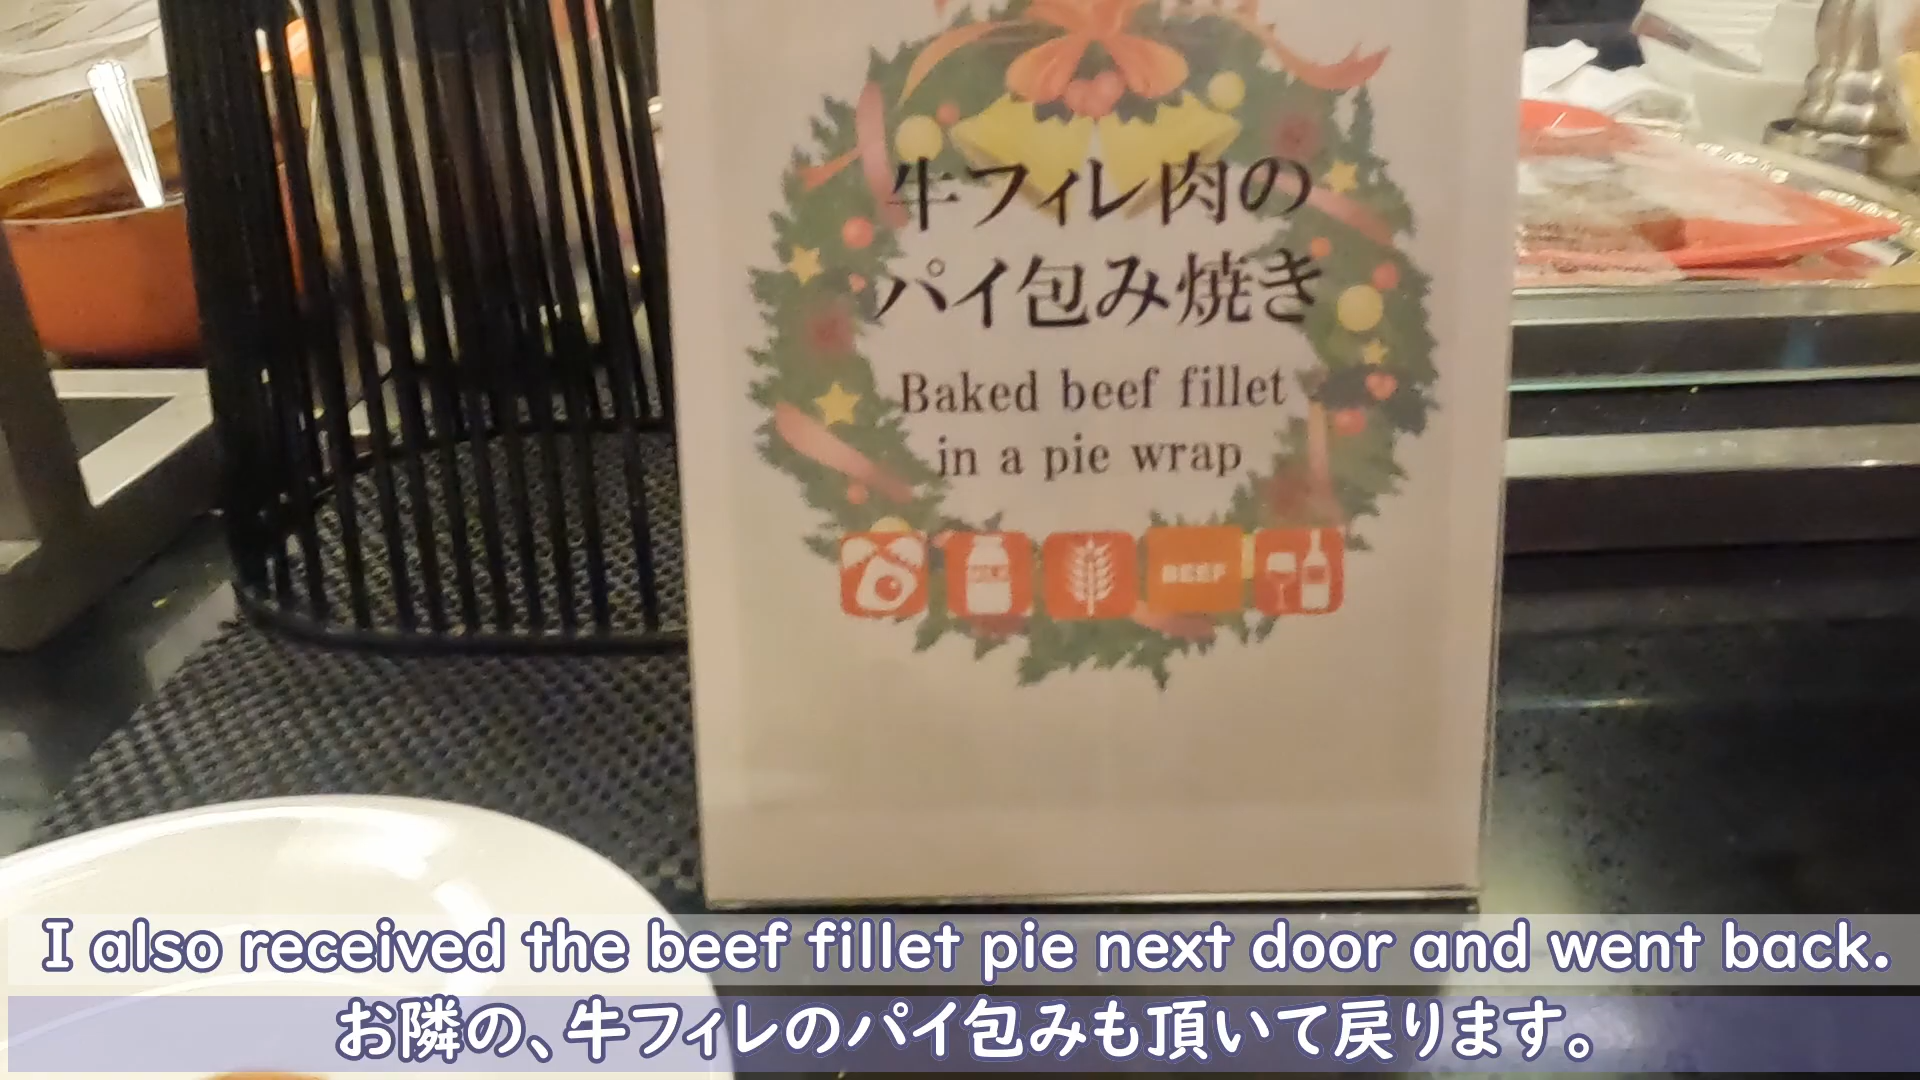 牛フィレ肉の
パイ包み焼き
Baked beef fillet
in a pie wrap
MILK
BEEF
I also received the beef fillet pie next door and went back.
お隣の、牛フィレのパイ包みも頂いて戻ります。